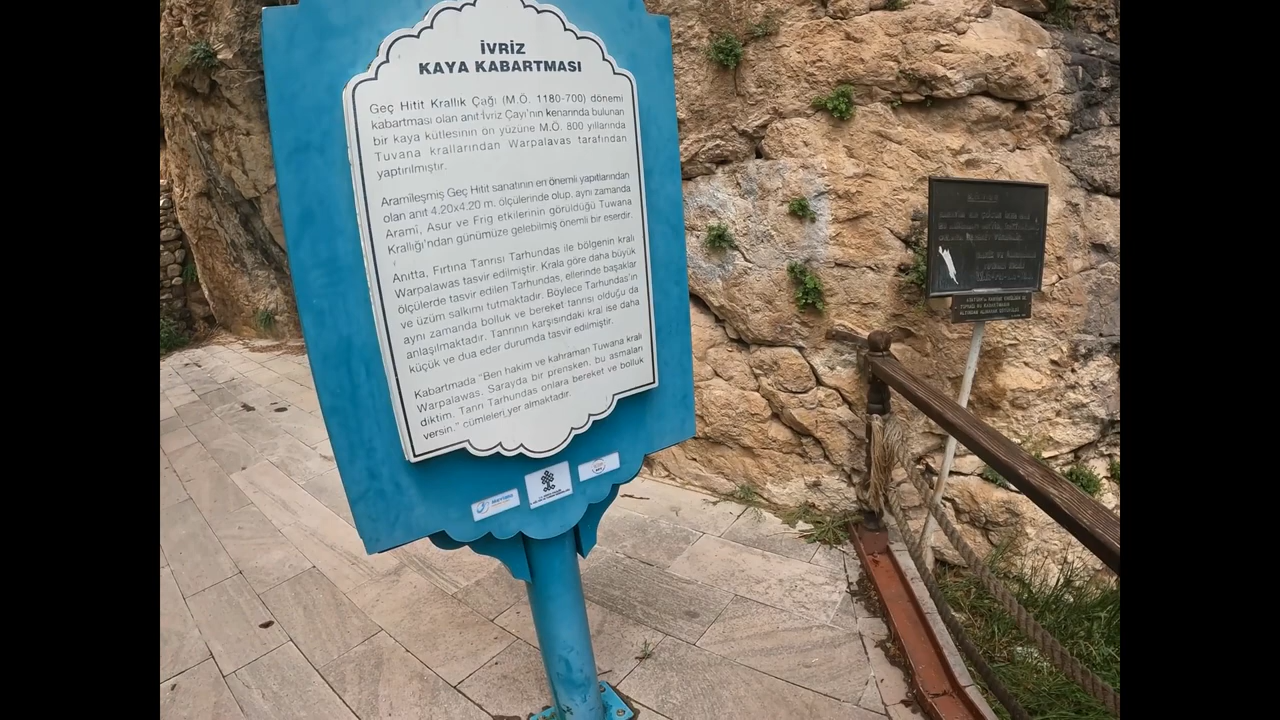 İVRİZ
KAYA KABARTMASI
Geç Hitit Krallık Çağı (M.Ö. 1180-700) dönemi
kabartması olan anıt İvriz Çayı'nın kenarında bulunan
bir kaya kütlesinin ön yüzüne M.Ö. 800 yıllarında
Tuvana krallarından Warpalavas tarafından
yaptırılmıştır.
Aramileşmiş Geç Hitit sanatının en önemli yapıtlarından
olan anıt 4.20x4.20 m. ölçülerinde olup, aynı zamanda
Arami, Asur ve Frig etkilerinin görüldüğü Tuwana
Krallığı'ndan günümüze gelebilmiş önemli bir eserdir.
Anıtta, Fırtına Tanrısı Tarhundas ile bölgenin kralı
Warpalawas tasvir edilmiştir. Krala göre daha büyük
ölçülerde tasvir edilen Tarhundas, ellerinde başaklar
ve üzüm salkımı tutmaktadır. Böylece Tarhundas'ın
aynı zamanda bolluk ve bereket tanrısı olduğu da
anlaşılmaktadır. Tanrının karşısındaki kral ise daha
küçük ve dua eder durumda tasvir edilmiştir.
Kabartmada "Ben hakim ve kahraman Tuwana kralı
Warpalawas. Sarayda bir prensken, bu asmaları
diktim. Tanrı Tarhundas onlara bereket ve bolluk
versin." cümleleri yer almaktadır.